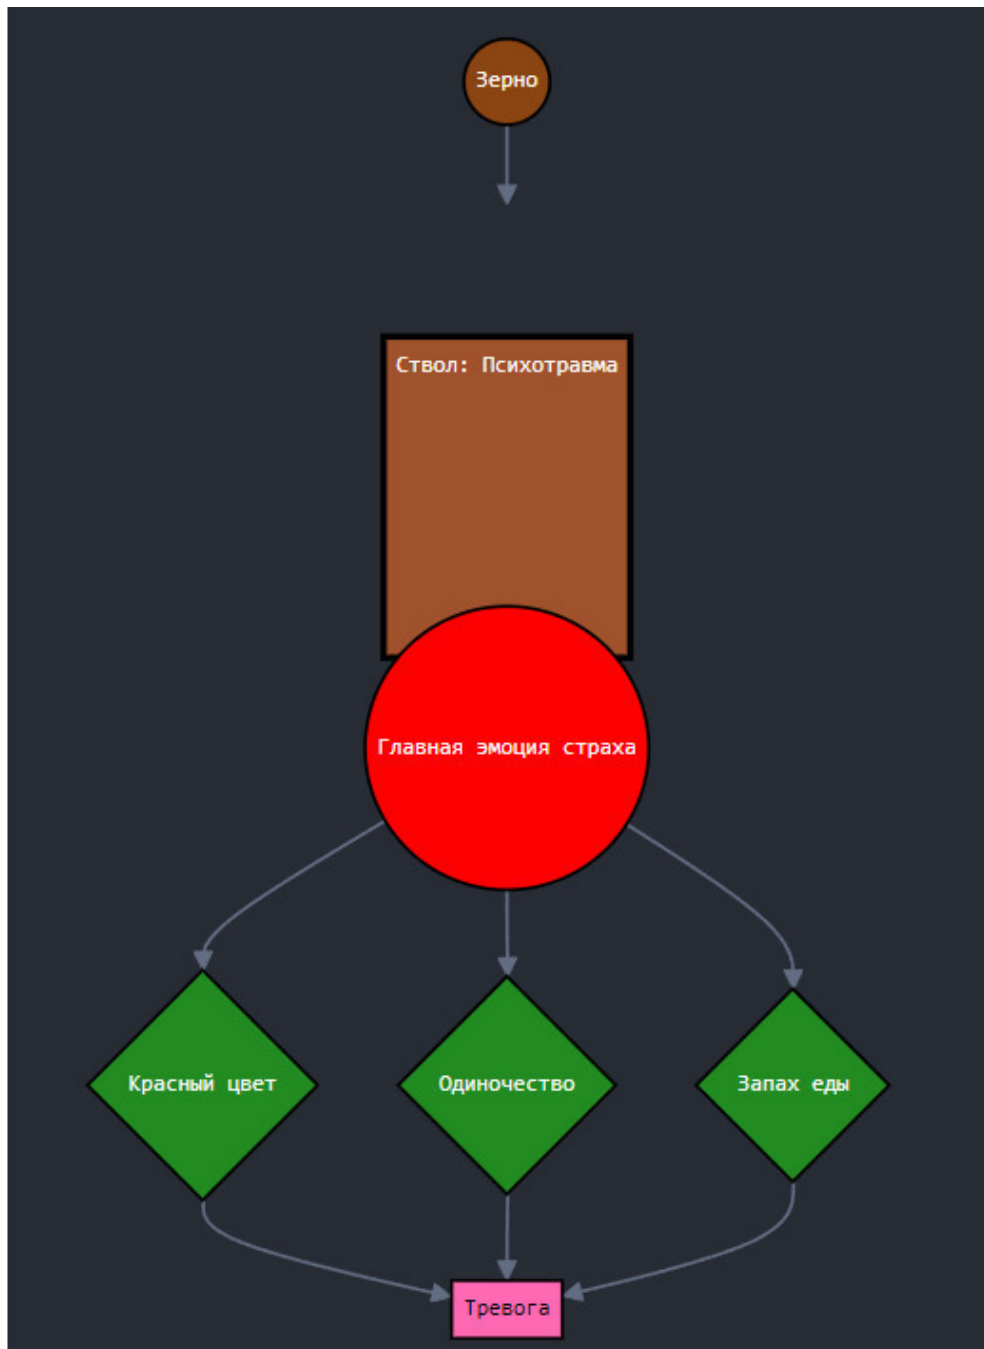 Зерно
Ствол: Психотравма
Главная эмоция страха
Красный цвет
Одиночество
Запах еды
Тревога